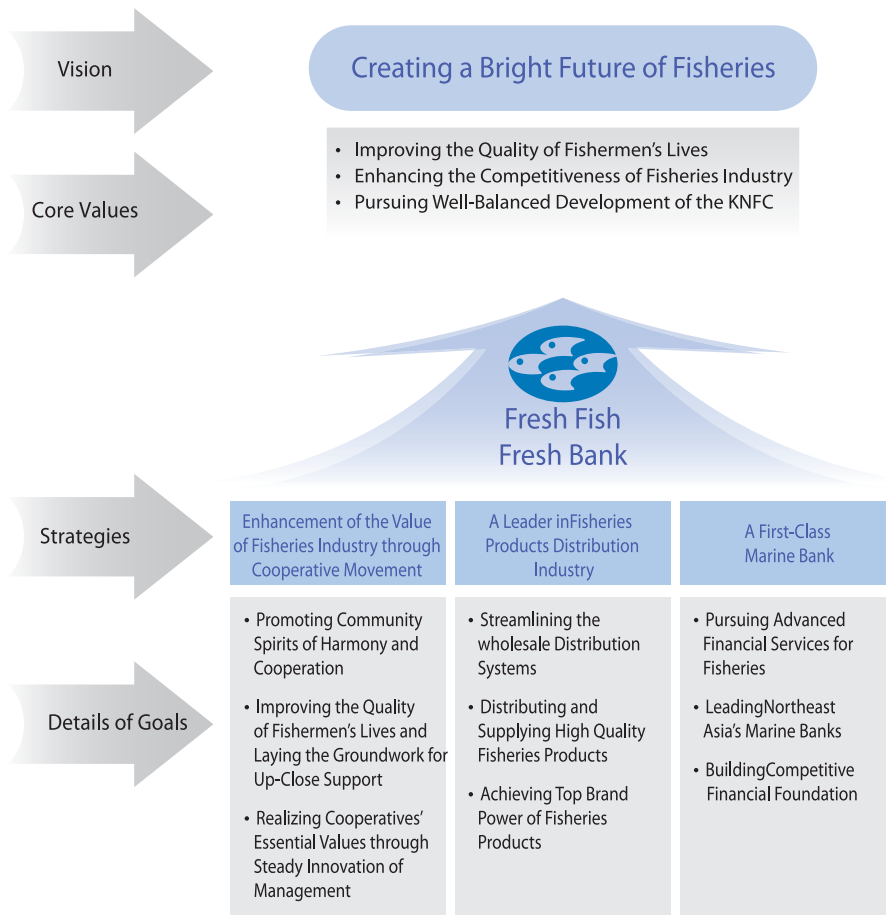 Vision
Creating a Bright Future of Fisheries
Core Values
• Improving the Quality of Fishermen’s Lives
• Enhancing the Competitiveness of Fisheries Industry
• Pursuing Well-Balanced Development of the KNFC
Fresh Fish
Fresh Bank
Strategies
Enhancement of the Value
of Fisheries Industry through
Cooperative Movement
A Leader inFisheries
Products Distribution
Industry
A First-Class
Marine Bank
Details of Goals
• Promoting Community
Spirits of Harmony and
Cooperation
• Improving the Quality
of Fishermen’s Lives and
Laying the Groundwork for
Up-Close Support
• Realizing Cooperatives’
Essential Values through
Steady Innovation of
Management
• Streamlining the
wholesale Distribution
Systems
• Distributing and
Supplying High Quality
Fisheries Products
• Achieving Top Brand
Power of Fisheries
Products
• Pursuing Advanced
Financial Services for
Fisheries
• LeadingNortheast
Asia’s Marine Banks
• BuildingCompetitive
Financial Foundation